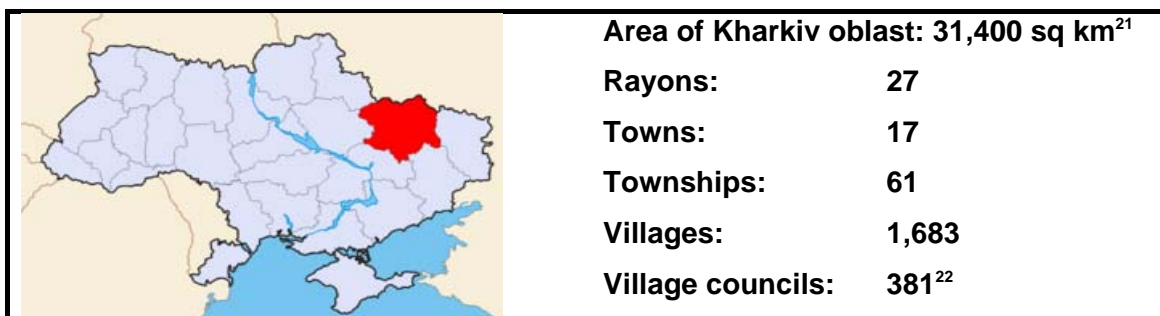 Area of Kharkiv oblast: 31,400 sq km21
Rayons: 27
Towns: 17
Townships: 61
Villages: 1,683
Village councils: 38122